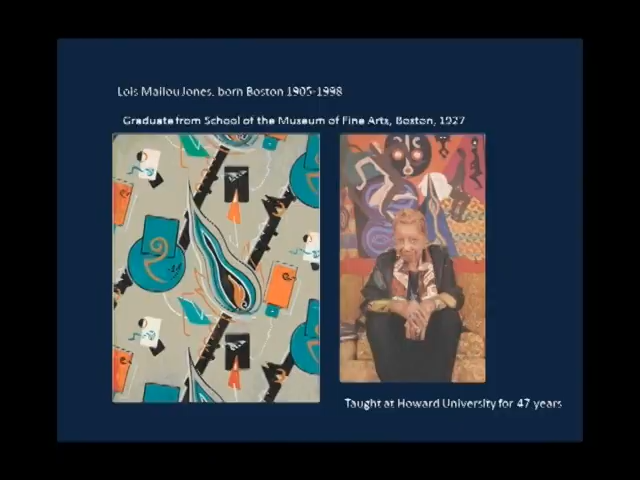 Lois Mailou Jones, born Boston 1905-1998
Graduate from School of the Museum of Fine Arts, Boston, 1927
Taught at Howard University for 47 years